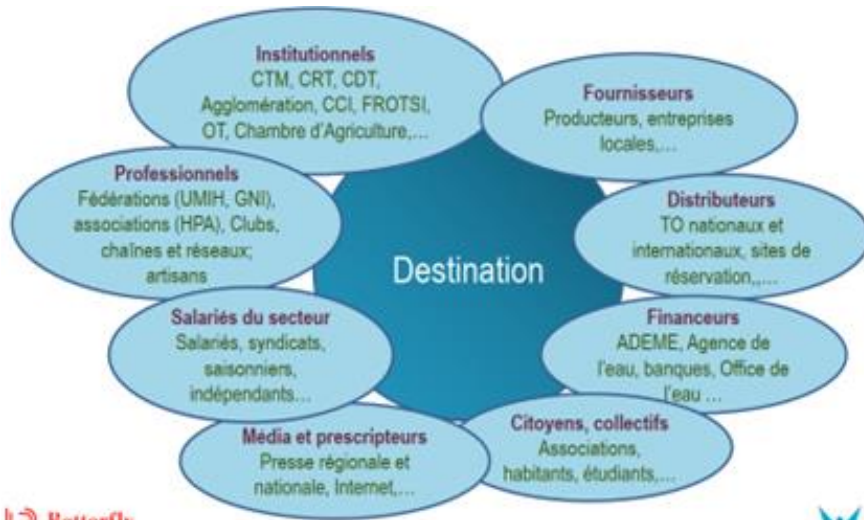 Institutionnels
CTM, CRT, CDT,
Agglomération, CCI, FROTSI,
OT, Chambre d'Agriculture,…
Fournisseurs
Producteurs, entreprises
locales,…
Professionnels
Fédérations (UMIH, GNI),
associations (HPA), Clubs,
chaînes et réseaux;
artisans
Distributeurs
TO nationaux et
internationaux, sites de
réservation,,…
Destination
Salariés du secteur
Salariés, syndicats,
saisonniers,
indépendants…
Financeurs
ADEME, Agence de
l'eau, banques, Office de
l'eau …
Média et prescripteurs
Presse régionale et
nationale, Internet,…
Citoyens, collectifs
Associations,
habitants, étudiants,…